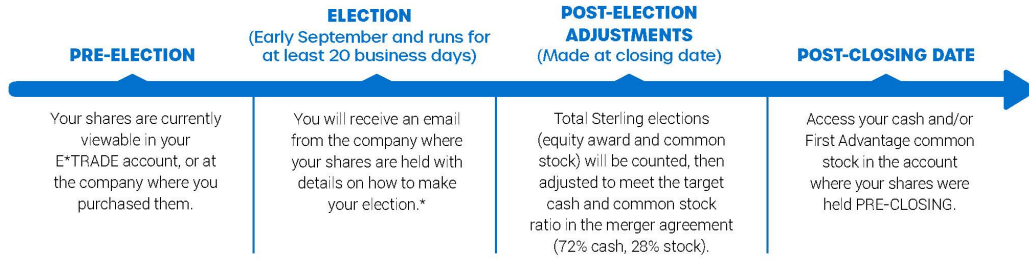 PRE-ELECTION
Your shares are currently
viewable in your
E*TRADE account, or at
the company where you
purchased them.
ELECTION
(Early September and runs for
at least 20 business days)
You will receive an email
from the company where
your shares are held with
details on how to make
your election.*
POST-ELECTION
ADJUSTMENTS
(Made at closing date)
Total Sterling elections
(equity award and common
stock) will be counted, then
adjusted to meet the target
cash and common stock
ratio in the merger agreement
(72% cash, 28% stock).
POST-CLOSING DATE
Access your cash and/or
First Advantage common
stock in the account
where your shares were
held PRE-CLOSING.